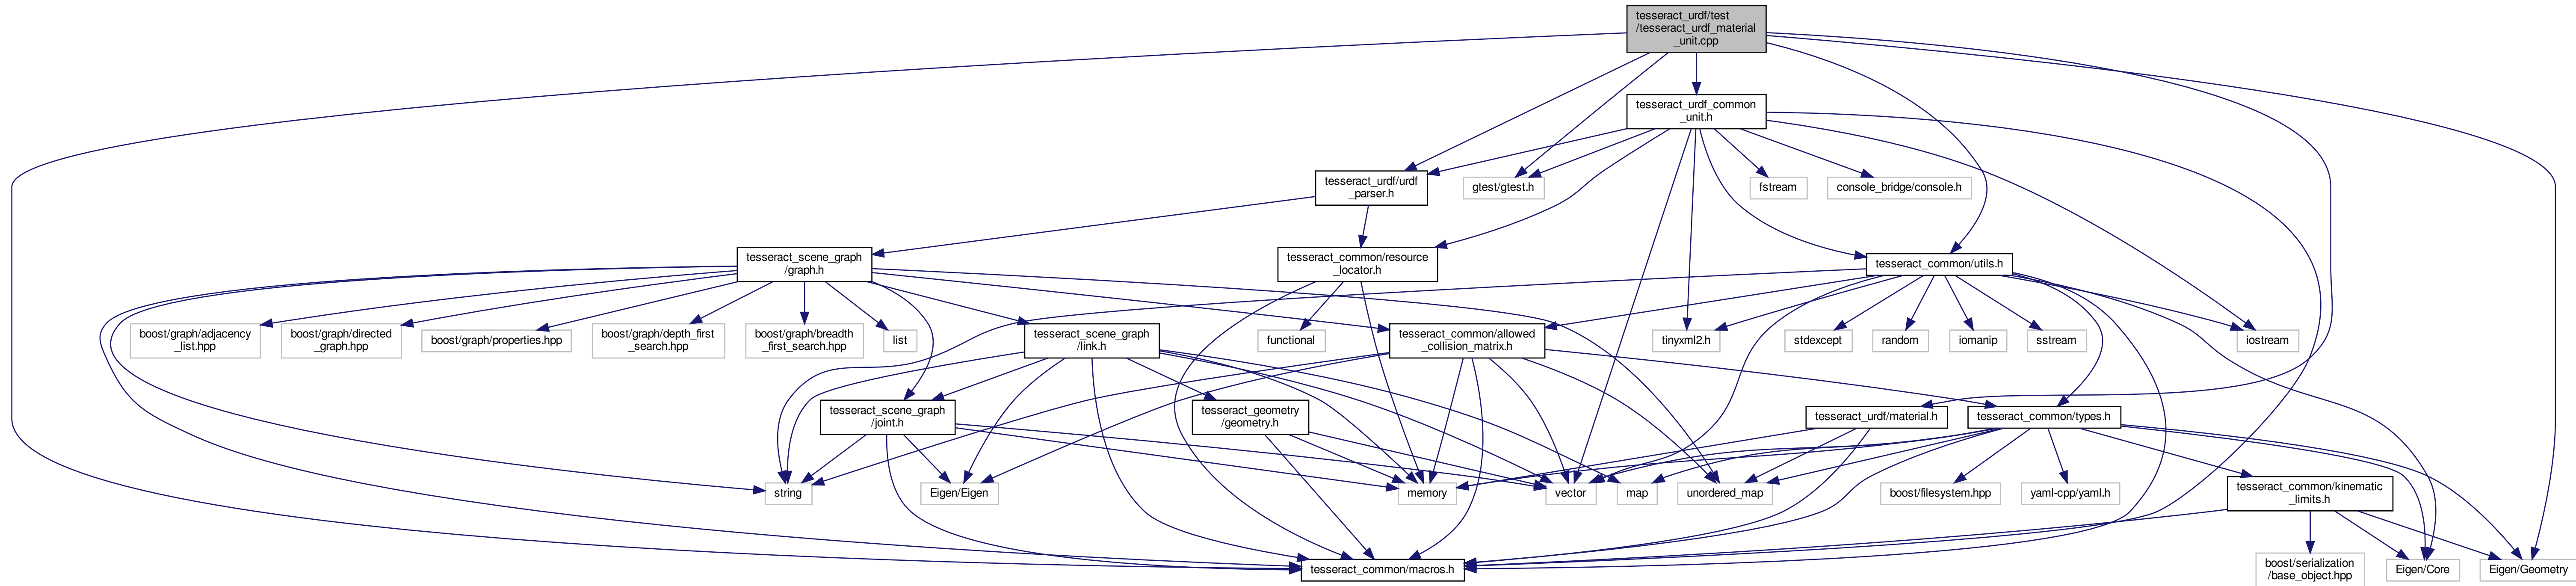 tesseract_urdf/test
/tesseract_urdf_material
_unit.cpp
tesseract_urdf_common
_unit.h
tesseract_urdf/urdf
_parser.h
gtest/gtest.h
fstream
console_bridge/console.h
tesseract_scene_graph
/graph.h
tesseract_common/resource
_locator.h
tesseract_common/utils.h
boost/graph/adjacency
_list.hpp
boost/graph/directed
_graph.hpp
boost/graph/properties.hpp
boost/graph/depth_first
_search.hpp
boost/graph/breadth
_first_search.hpp
list
tesseract_scene_graph
/link.h
functional
tesseract_common/allowed
_collision_matrix.h
tinyxml2.h
stdexcept
random
iomanip
sstream
iostream
tesseract_scene_graph
/joint.h
tesseract_geometry
/geometry.h
tesseract_urdf/material.h
tesseract_common/types.h
string
Eigen/Eigen
memory
vector
map
unordered_map
boost/filesystem.hpp
yaml-cpp/yaml.h
tesseract_common/kinematic
_limits.h
tesseract_common/macros.h
boost/serialization
/base_object.hpp
Eigen/Core
Eigen/Geometry